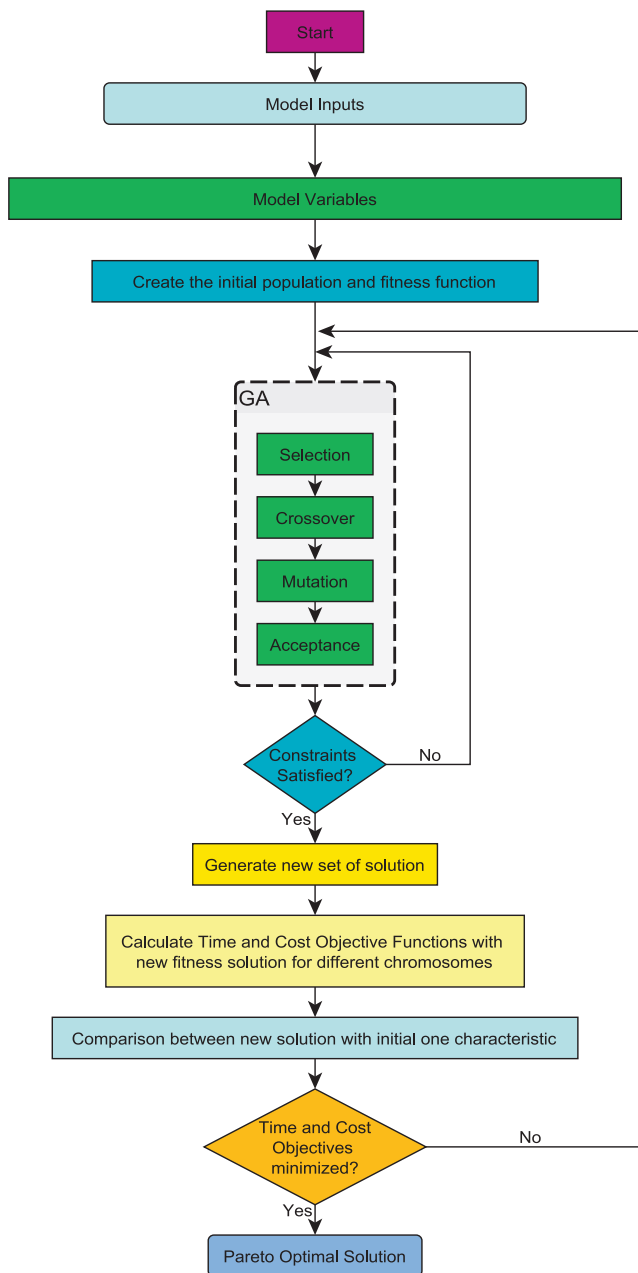 Start
Model Inputs
Model Variables
Create the initial population and fitness function
GA
Selection
Crossover
Mutation
Acceptance
Constraints
Satisfied?
No
Yes
Generate new set of solution
Calculate Time and Cost Objective Functions with
new fitness solution for different chromosomes
Comparison between new solution with initial one characteristic
Time and Cost
Objectives
minimized?
No
Yes
Pareto Optimal Solution